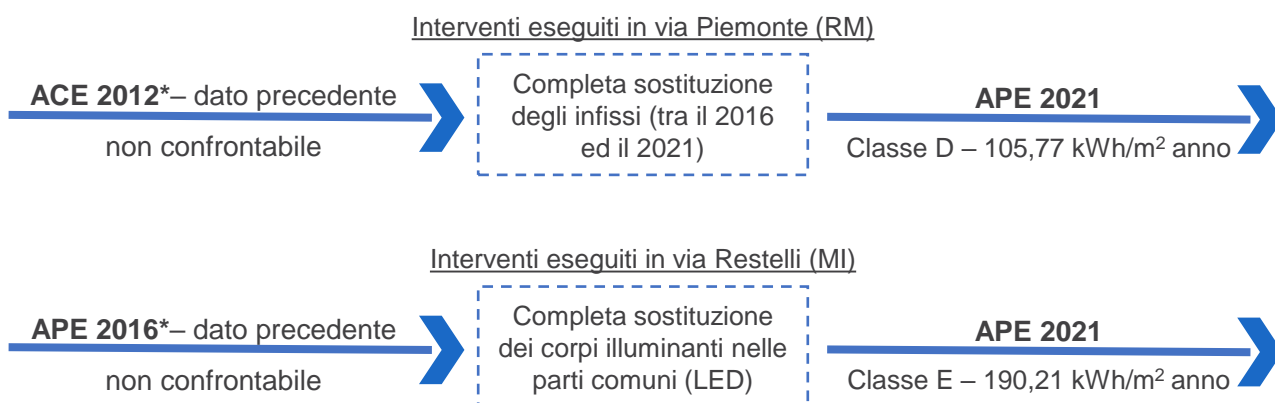 Interventi eseguiti in via Piemonte (RM)
ACE 2012*– dato precedente
non confrontabile
Completa sostituzione
degli infissi (tra il 2016
ed il 2021)
APE 2021
Classe D – 105,77 kWh/m² anno
Interventi eseguiti in via Restelli (MI)
APE 2016*– dato precedente
non confrontabile
Completa sostituzione
dei corpi illuminanti nelle
parti comuni (LED)
APE 2021
Classe E – 190,21 kWh/m² anno